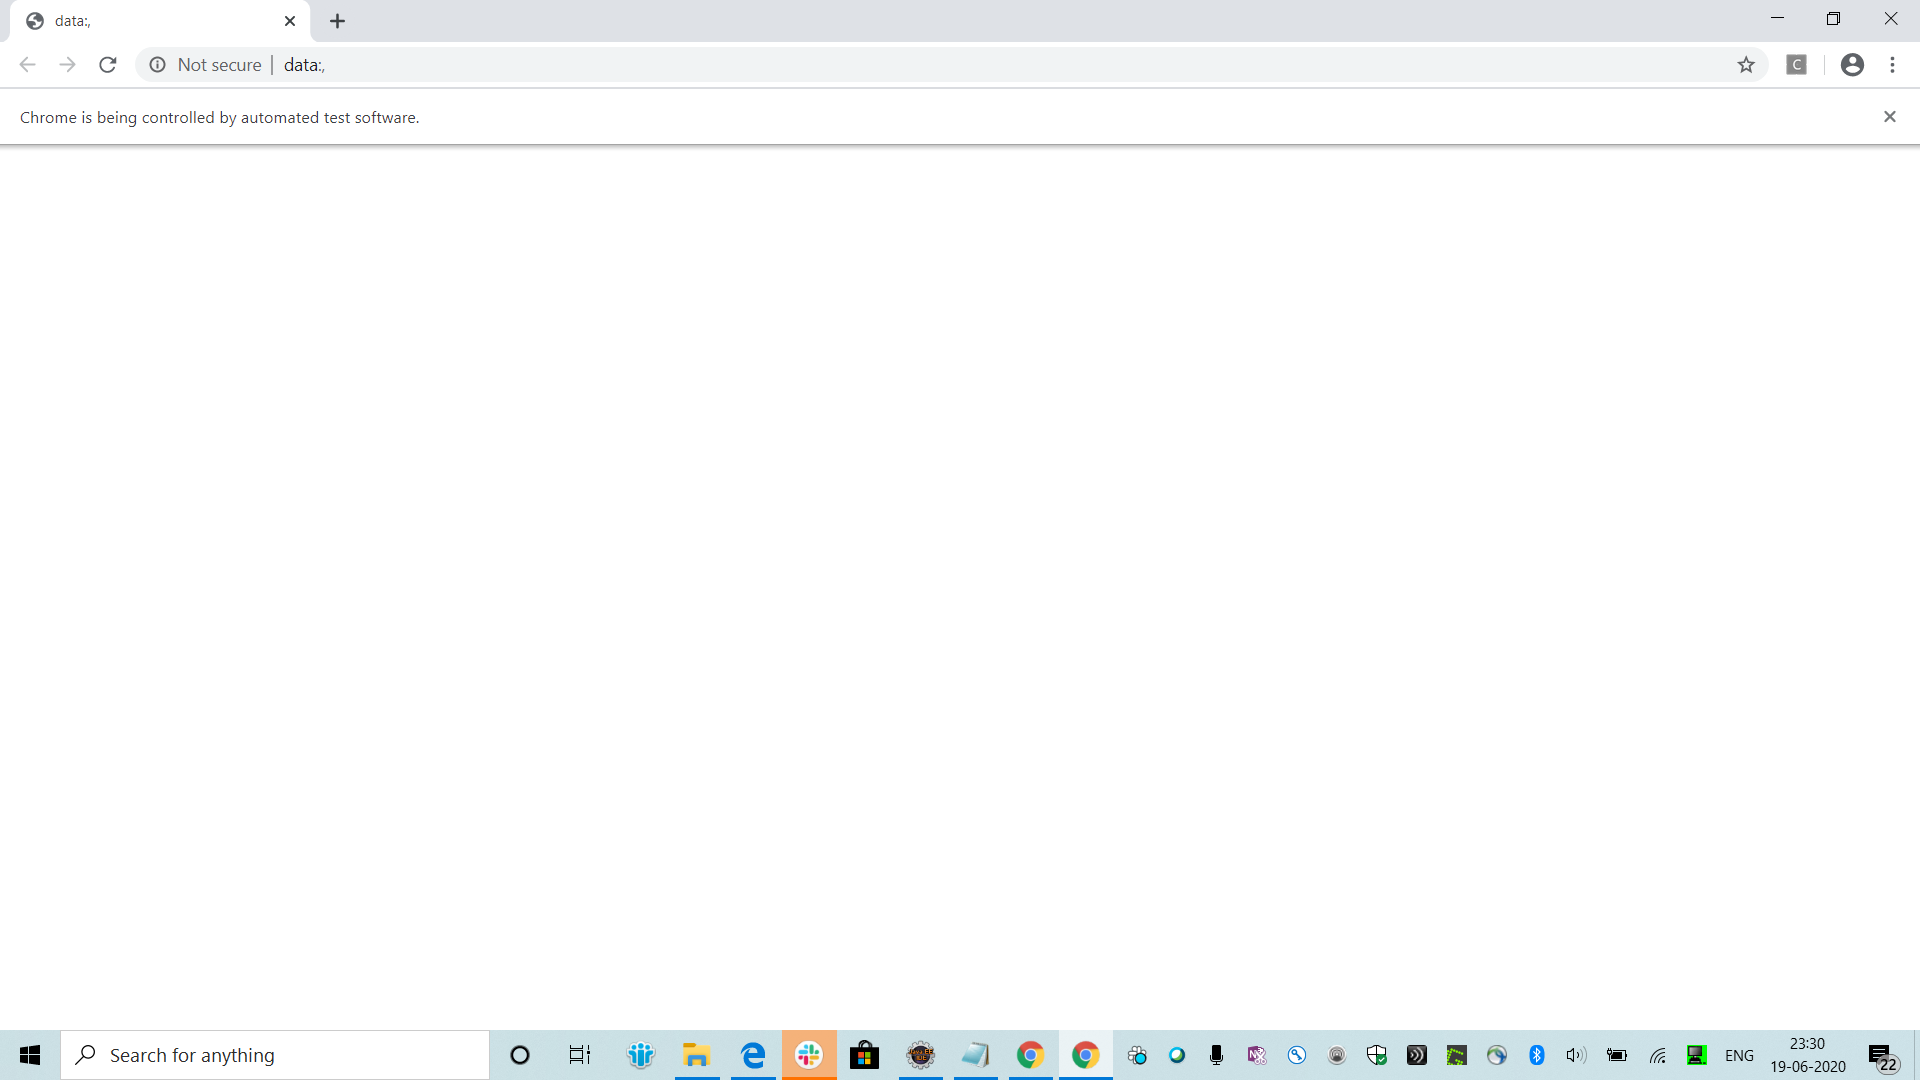 data:,
Not secure | data:,
C
Chrome is being controlled by automated test software.
Search for anything
ENG
23:30
19-06-2020
22